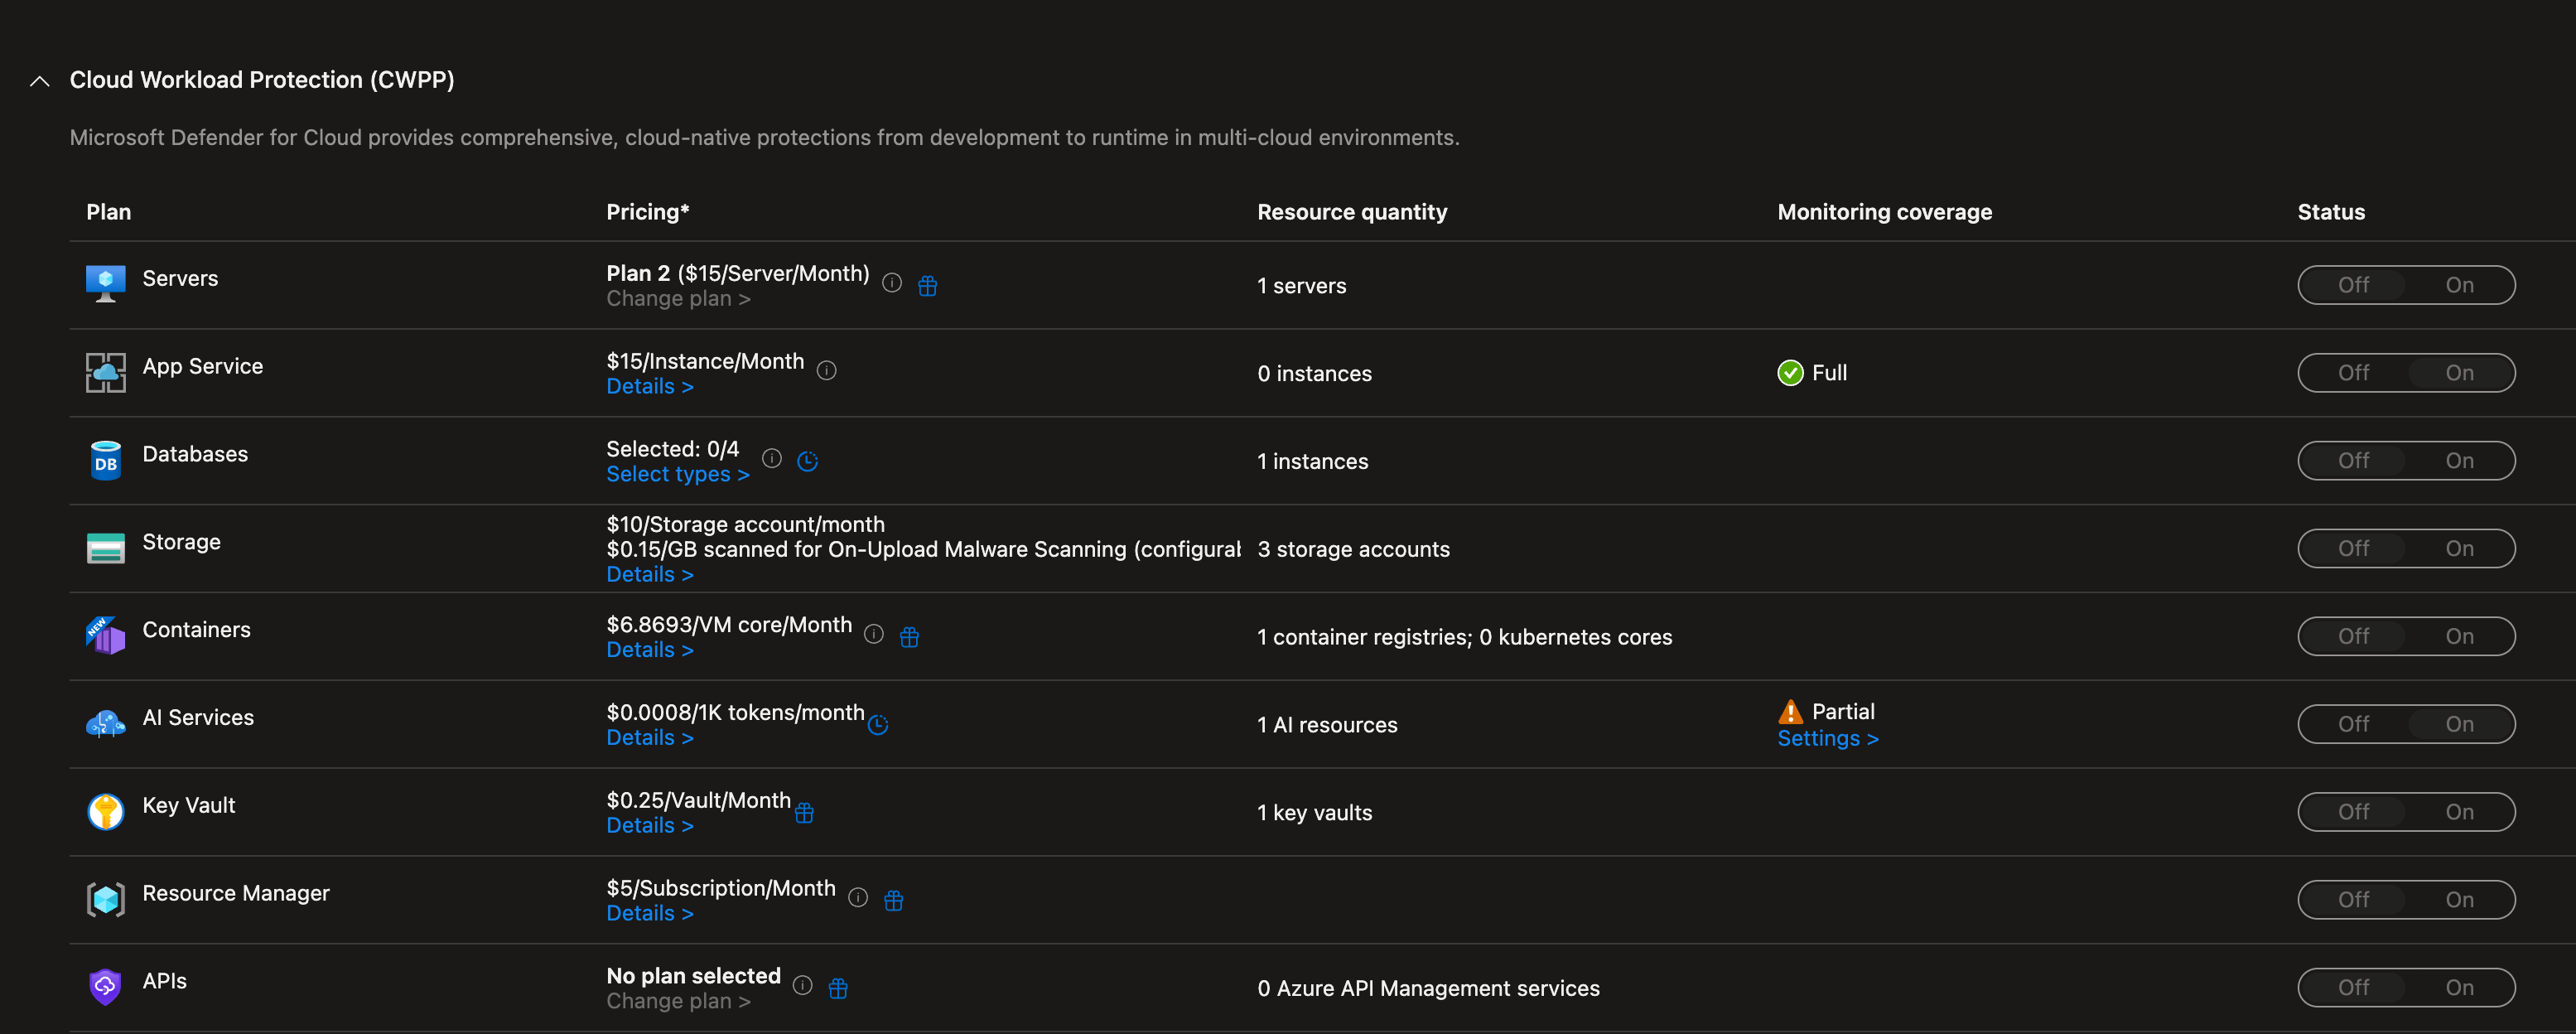 Cloud Workload Protection (CWPP)
Microsoft Defender for Cloud provides comprehensive, cloud-native protections from development to runtime in multi-cloud environments.
Plan Pricing* Resource quantity Monitoring coverage Status
Servers Plan 2 ($15/Server/Month) 1 servers Off On
Change plan >
App Service $15/Instance/Month 0 instances Full Off On
Details >
Databases Selected: 0/4 1 instances Off On
Select types >
Storage $10/Storage account/month
$0.15/GB scanned for On-Upload Malware Scanning (configural 3 storage accounts Off On
Details >
NEW Containers $6.8693/VM core/Month 1 container registries; 0 kubernetes cores Off On
Details >
AI Services $0.0008/1K tokens/month 1 AI resources Partial Off On
Details > Settings >
Key Vault $0.25/Vault/Month 1 key vaults Off On
Details >
Resource Manager $5/Subscription/Month Off On
Details >
APIs No plan selected 0 Azure API Management services Off On
Change plan >
DB